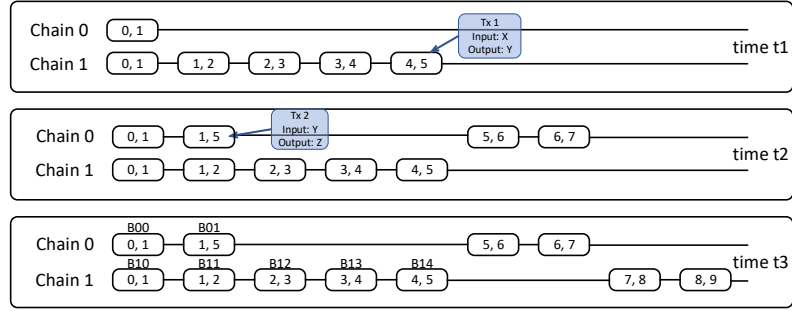 Tx 1
Input: X
Output: Y
Chain 0
0, 1
time t1
Chain 1
0, 1
1, 2
2, 3
3, 4
4, 5
Tx 2
Input: Y
Output: Z
Chain 0
0, 1
1, 5
5, 6
6, 7
time t2
Chain 1
0, 1
1, 2
2, 3
3, 4
4, 5
B00
B01
Chain 0
0, 1
1, 5
5, 6
6, 7
time t3
B10
B11
B12
B13
B14
Chain 1
0, 1
1, 2
2, 3
3, 4
4, 5
7, 8
8, 9